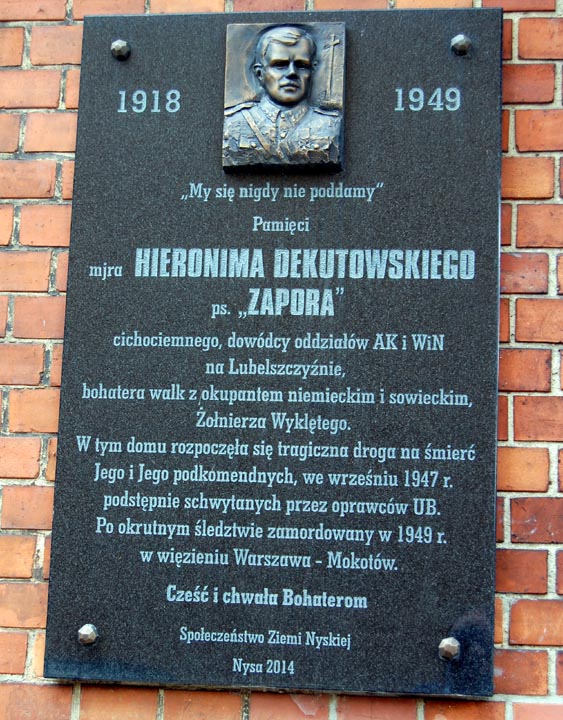 1918
1949
„My się nigdy nie poddamy”
Pamięci
mjra HIERONIMA DEKUTOWSKIEGO
ps. „ZAPORA”
cichociemnego, dowódcy oddziałów AK i WiN
na Lubelszczyźnie,
bohatera walk z okupantem niemieckim i sowieckim,
Żołnierza Wyklętego.
W tym domu rozpoczęła się tragiczna droga na śmierć
Jego i Jego podkomendnych, we wrześniu 1947 r.
podstępnie schwytanych przez oprawców UB.
Po okrutnym śledztwie zamordowany w 1949 r.
w więzieniu Warszawa - Mokotów.
Cześć i chwała Bohaterom
Społeczeństwo Ziemi Nyskiej
Nysa 2014